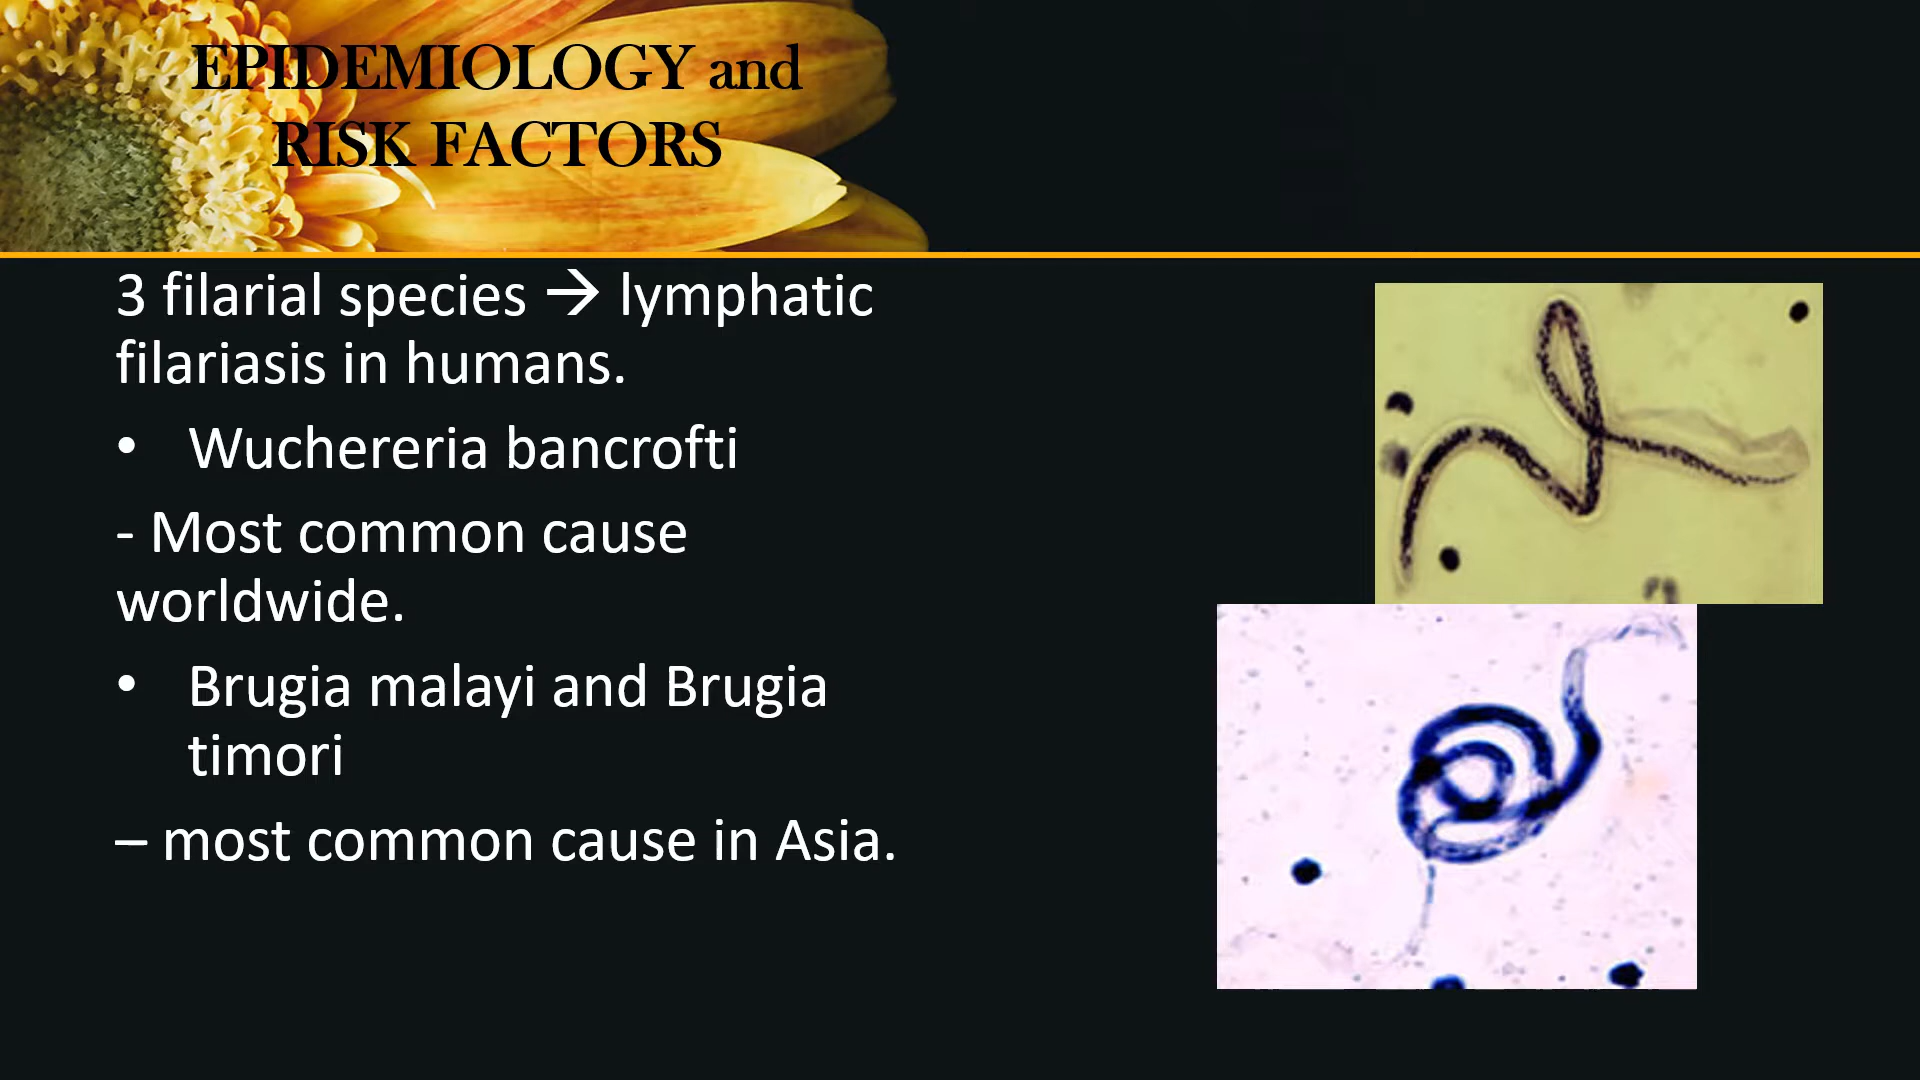 EPIDEMIOLOGY and
RISK FACTORS
3 filarial species → lymphatic
filariasis in humans.
• Wuchereria bancrofti
- Most common cause
worldwide.
• Brugia malayi and Brugia
timori
– most common cause in Asia.